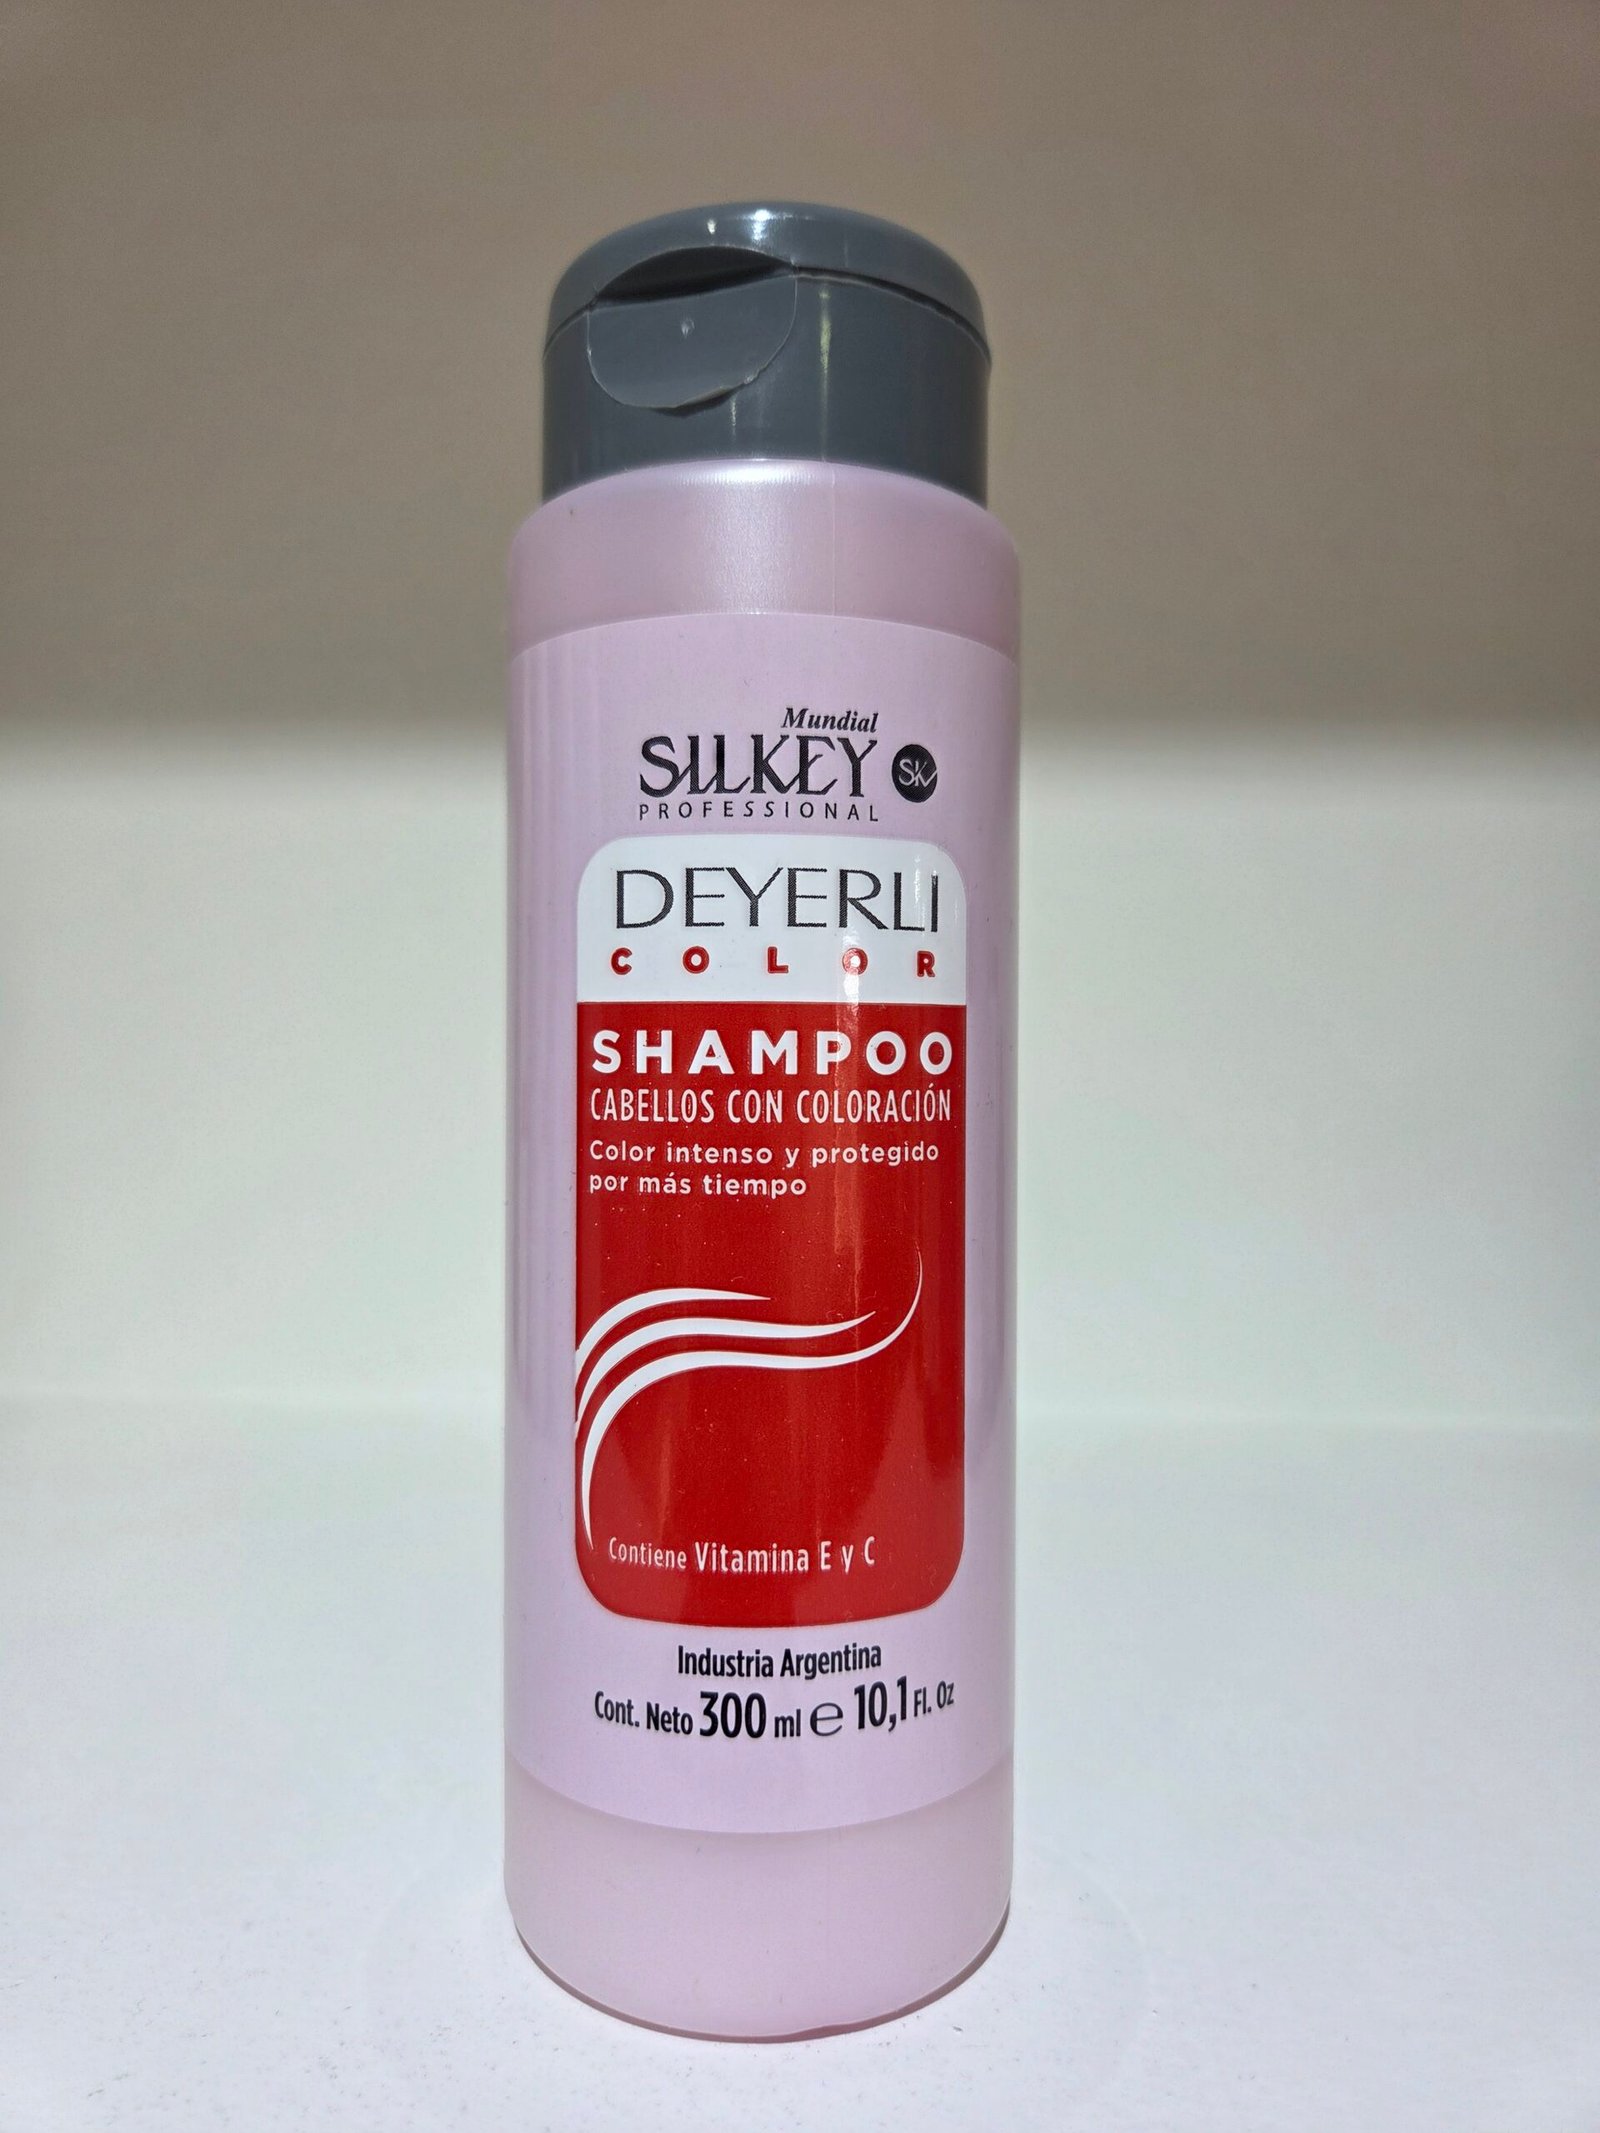 Mundial
SILKEY SK
PROFESSIONAL
DEYERLI
COLOR
SHAMPOO
CABELLOS CON COLORACIÓN
Color intenso y protegido
por más tiempo
Contiene Vitamina E y C
Industria Argentina
Cont. Neto 300 ml ℮ 10,1 Fl. Oz